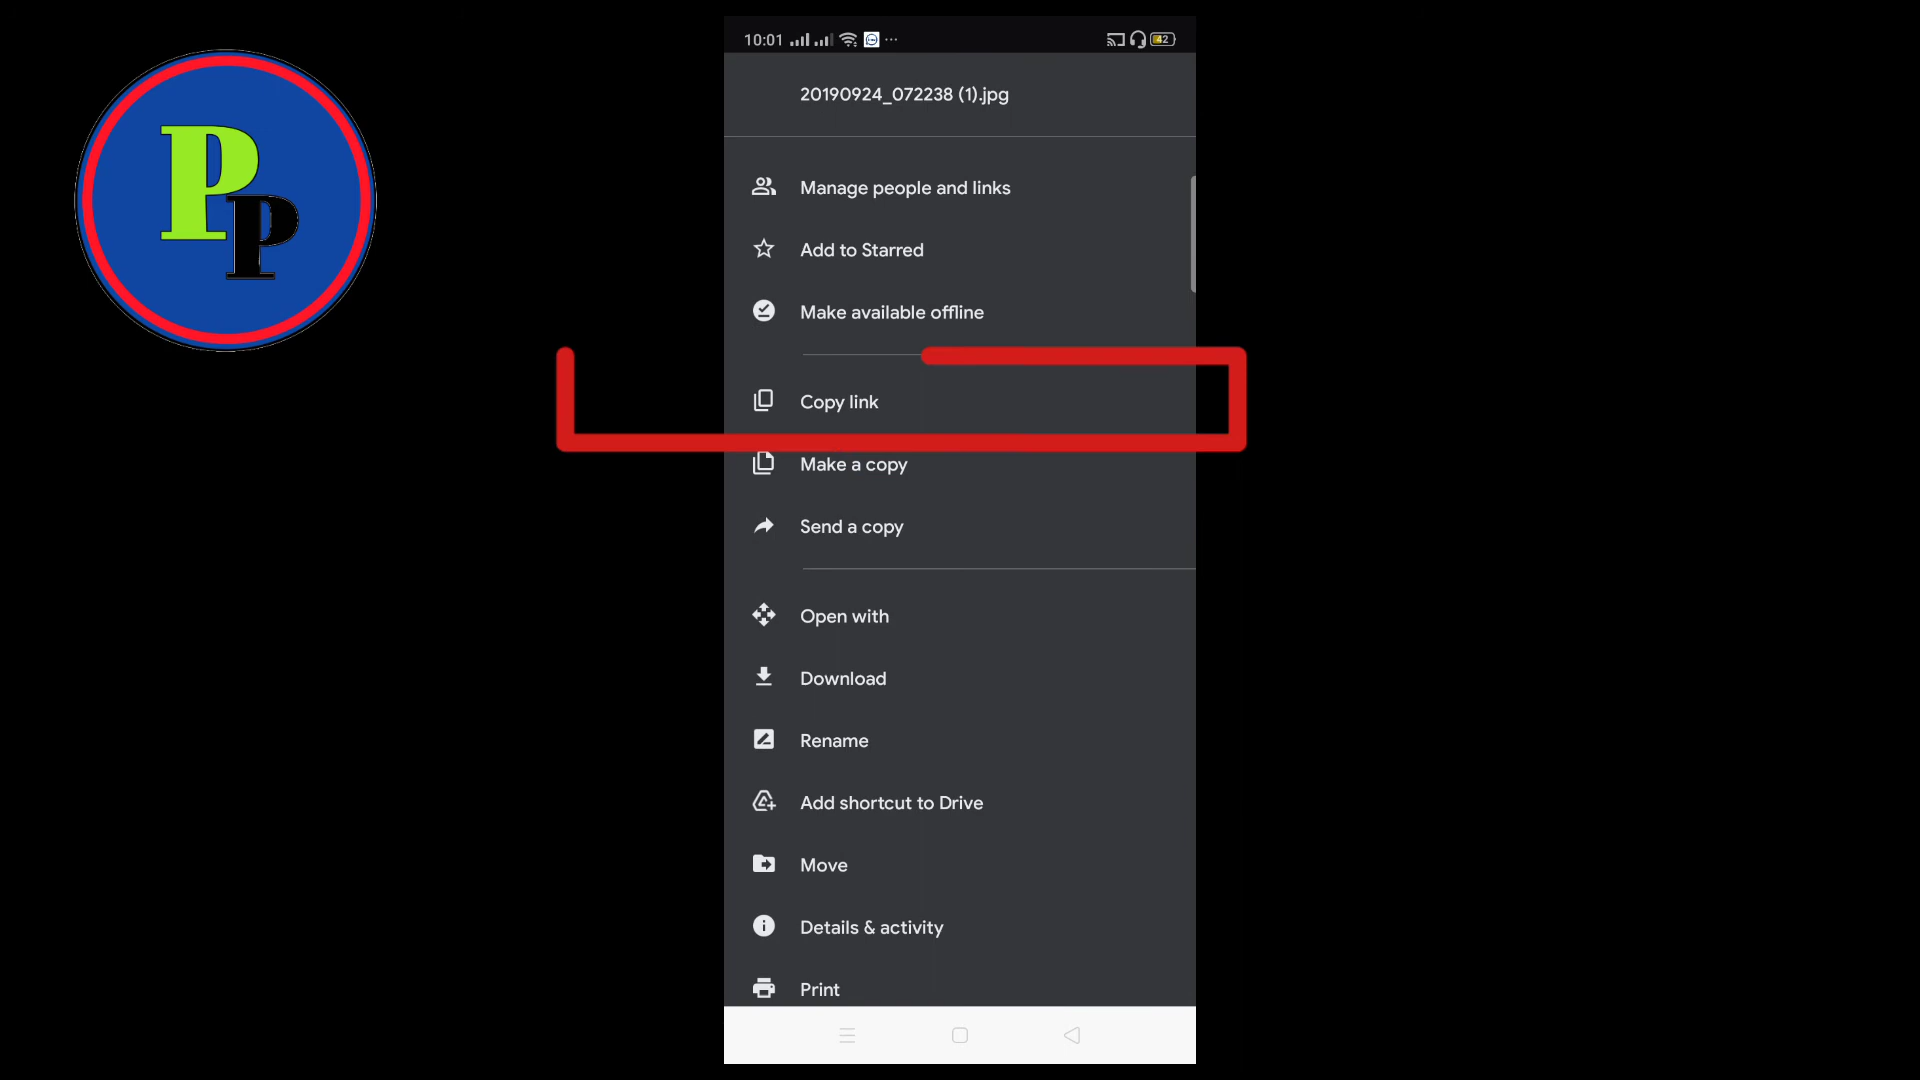 P
P
10:01
42
20190924_072238 (1).jpg
Manage people and links
Add to Starred
Make available offline
Copy link
Make a copy
Send a copy
Open with
Download
Rename
Add shortcut to Drive
Move
Details & activity
Print